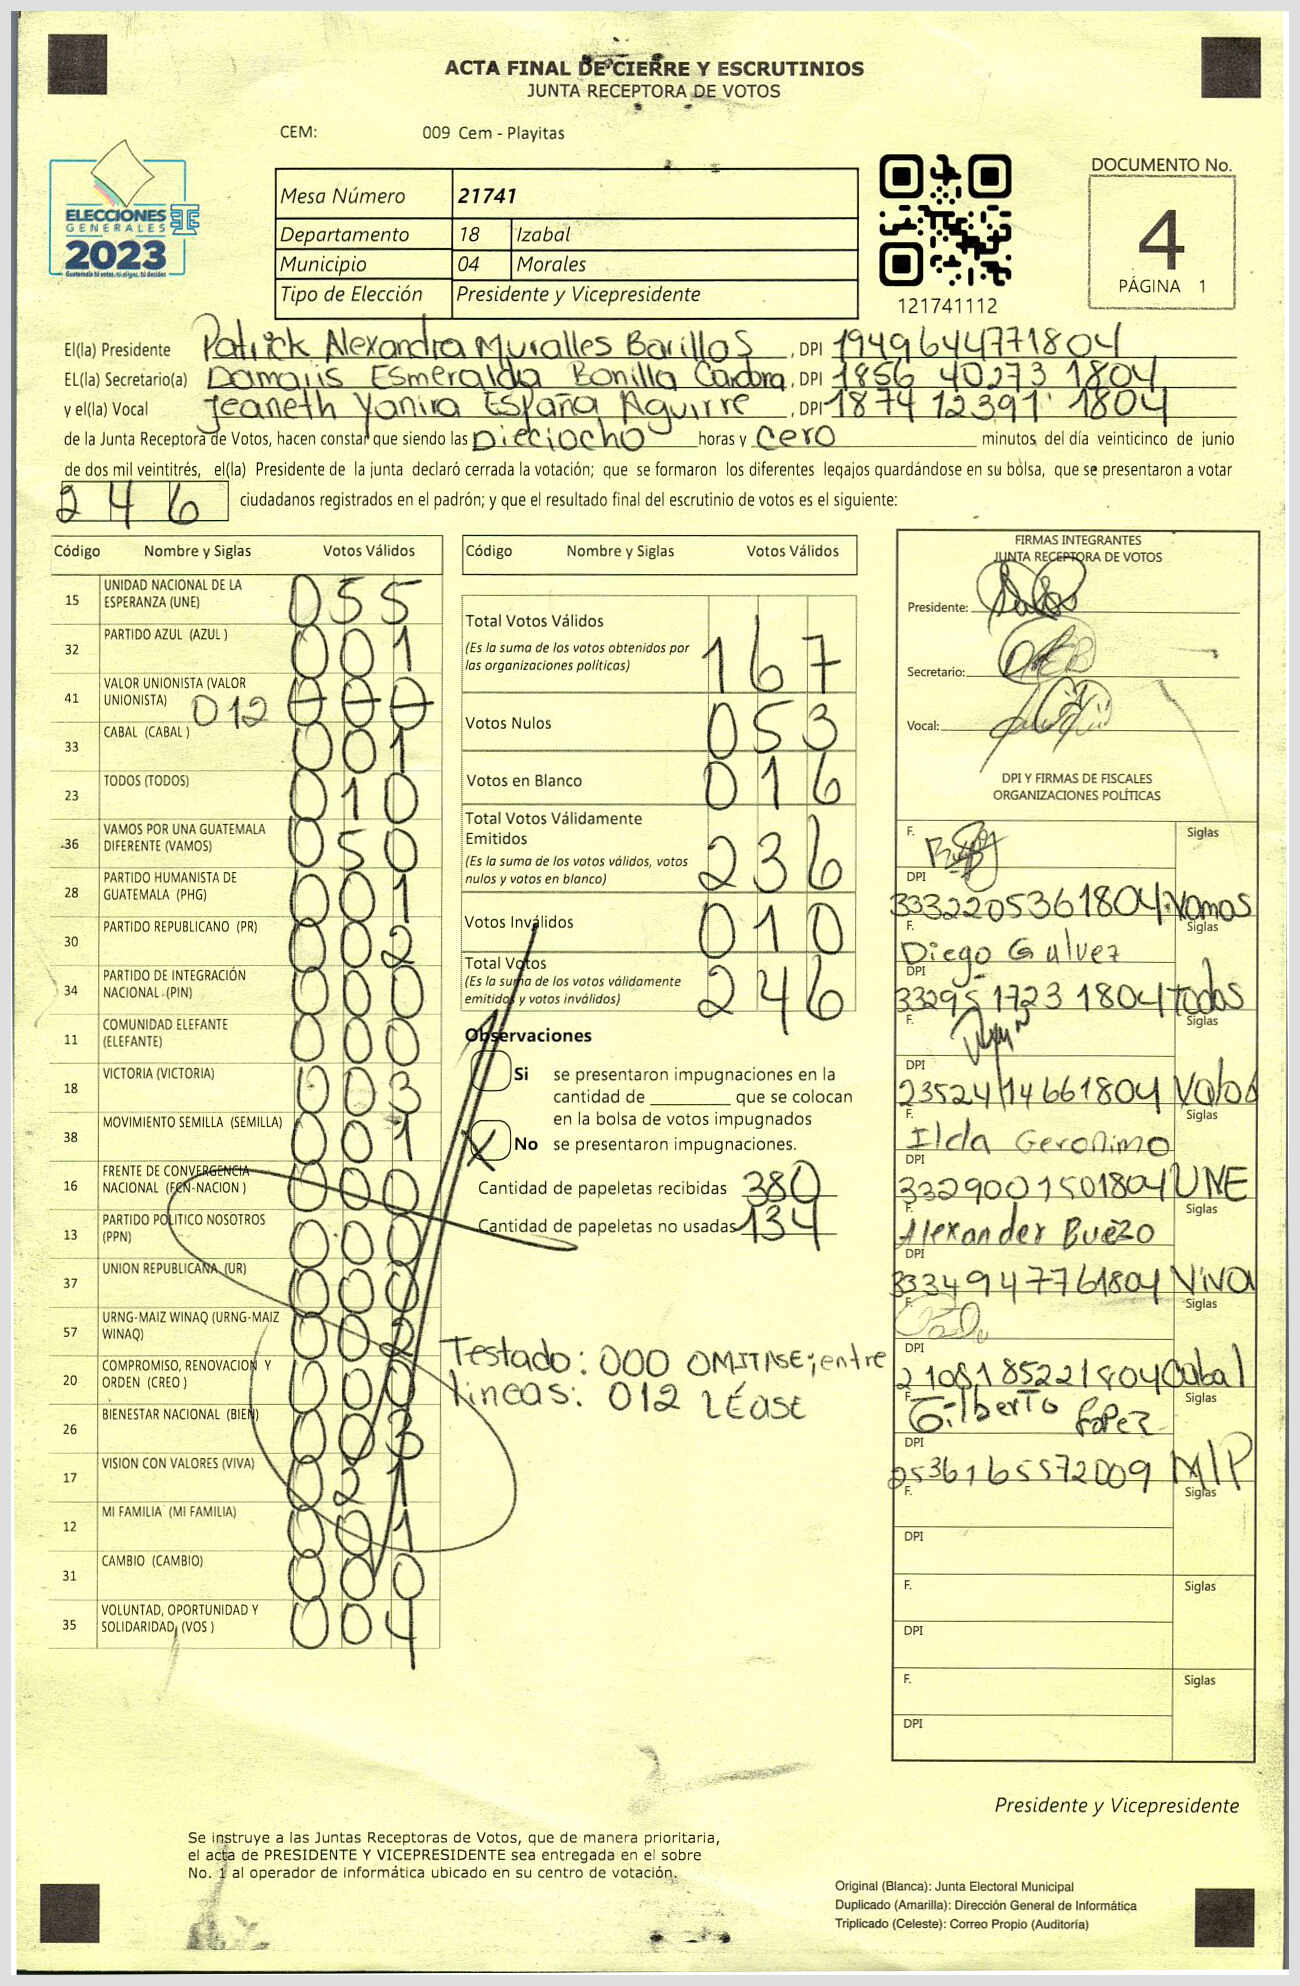 ACTA FINAL DE CIERRE Y ESCRUTINIOS
JUNTA RECEPTORA DE VOTOS
CEM: 009 Cem - Playitas
ELECCIONES
GENERALES
2023
Guatemala tú votas, tú eliges, tú decides
Mesa Número 21741
Departamento 18 Izabal
Municipio 04 Morales
Tipo de Elección Presidente y Vicepresidente
121741112
DOCUMENTO No.
4
PÁGINA 1
El(la) Presidente Patrick Alexandra Muralles Barillas, DPI 1949644771804
EL(la) Secretario(a) Damaris Esmeralda Bonilla, DPI 1856 40273 1804
y el(la) Vocal Jeaneth Yanira España Aguirre, DPI 1874 12391 1804
de la Junta Receptora de Votos, hacen constar que siendo las Dieciocho horas y cero minutos del día veinticinco de junio
de dos mil veintitrés, el(la) Presidente de la junta declaró cerrada la votación; que se formaron los diferentes legajos guardándose en su bolsa, que se presentaron a votar
246 ciudadanos registrados en el padrón; y que el resultado final del escrutinio de votos es el siguiente:
Código Nombre y Siglas Votos Válidos
15 UNIDAD NACIONAL DE LA ESPERANZA (UNE) 055
32 PARTIDO AZUL (AZUL ) 001
41 VALOR UNIONISTA (VALOR UNIONISTA) 012 000
33 CABAL (CABAL ) 001
23 TODOS (TODOS) 010
36 VAMOS POR UNA GUATEMALA DIFERENTE (VAMOS) 050
28 PARTIDO HUMANISTA DE GUATEMALA (PHG) 001
30 PARTIDO REPUBLICANO (PR) 002
34 PARTIDO DE INTEGRACIÓN NACIONAL (PIN) 000
11 COMUNIDAD ELEFANTE (ELEFANTE) 000
18 VICTORIA (VICTORIA) 003
38 MOVIMIENTO SEMILLA (SEMILLA) 001
16 FRENTE DE CONVERGENCIA NACIONAL (FCN-NACION ) 000
13 PARTIDO POLITICO NOSOTROS (PPN) 000
37 UNION REPUBLICANA (UR) 000
57 URNG-MAIZ WINAQ (URNG-MAIZ WINAQ) 002
20 COMPROMISO, RENOVACION Y ORDEN (CREO ) 000
26 BIENESTAR NACIONAL (BIEN) 003
17 VISION CON VALORES (VIVA) 021
12 MI FAMILIA (MI FAMILIA) 001
31 CAMBIO (CAMBIO) 000
35 VOLUNTAD, OPORTUNIDAD Y SOLIDARIDAD (VOS ) 004
Código Nombre y Siglas Votos Válidos
Total Votos Válidos
(Es la suma de los votos obtenidos por
las organizaciones políticas) 167
Votos Nulos 053
Votos en Blanco 016
Total Votos Válidamente
Emitidos
(Es la suma de los votos válidos, votos
nulos y votos en blanco) 236
Votos Inválidos 010
Total Votos
(Es la suma de los votos válidamente
emitidos y votos inválidos) 246
Observaciones
Si se presentaron impugnaciones en la
cantidad de ________ que se colocan
en la bolsa de votos impugnados
X No se presentaron impugnaciones.
Cantidad de papeletas recibidas 380
Cantidad de papeletas no usadas 134
Testado: 000 OMITASE; entre
lineas: 012 LÉASE
FIRMAS INTEGRANTES
JUNTA RECEPTORA DE VOTOS
Presidente:
Secretario:
Vocal:
DPI Y FIRMAS DE FISCALES
ORGANIZACIONES POLÍTICAS
F. Siglas
DPI
3332205361804 Vamos
F. Diego Galvez Siglas
DPI
332951723 1804 Todos
F. Siglas
DPI
2352414661804 Valor
F. Ilda Geronimo Siglas
DPI
3329001501804 UNE
F. Alexander Buezo Siglas
DPI
3334947761804 Viva
F. Siglas
DPI
2108185221804 Cabal
F. Gilberto Lopez Siglas
DPI
2536165572009 MLP
F. Siglas
DPI
F. Siglas
DPI
F. Siglas
DPI
Presidente y Vicepresidente
Se instruye a las Juntas Receptoras de Votos, que de manera prioritaria,
el acta de PRESIDENTE Y VICEPRESIDENTE sea entregada en el sobre
No. 1 al operador de informática ubicado en su centro de votación.
Original (Blanca): Junta Electoral Municipal
Duplicado (Amarilla): Dirección General de Informática
Triplicado (Celeste): Correo Propio (Auditoría)